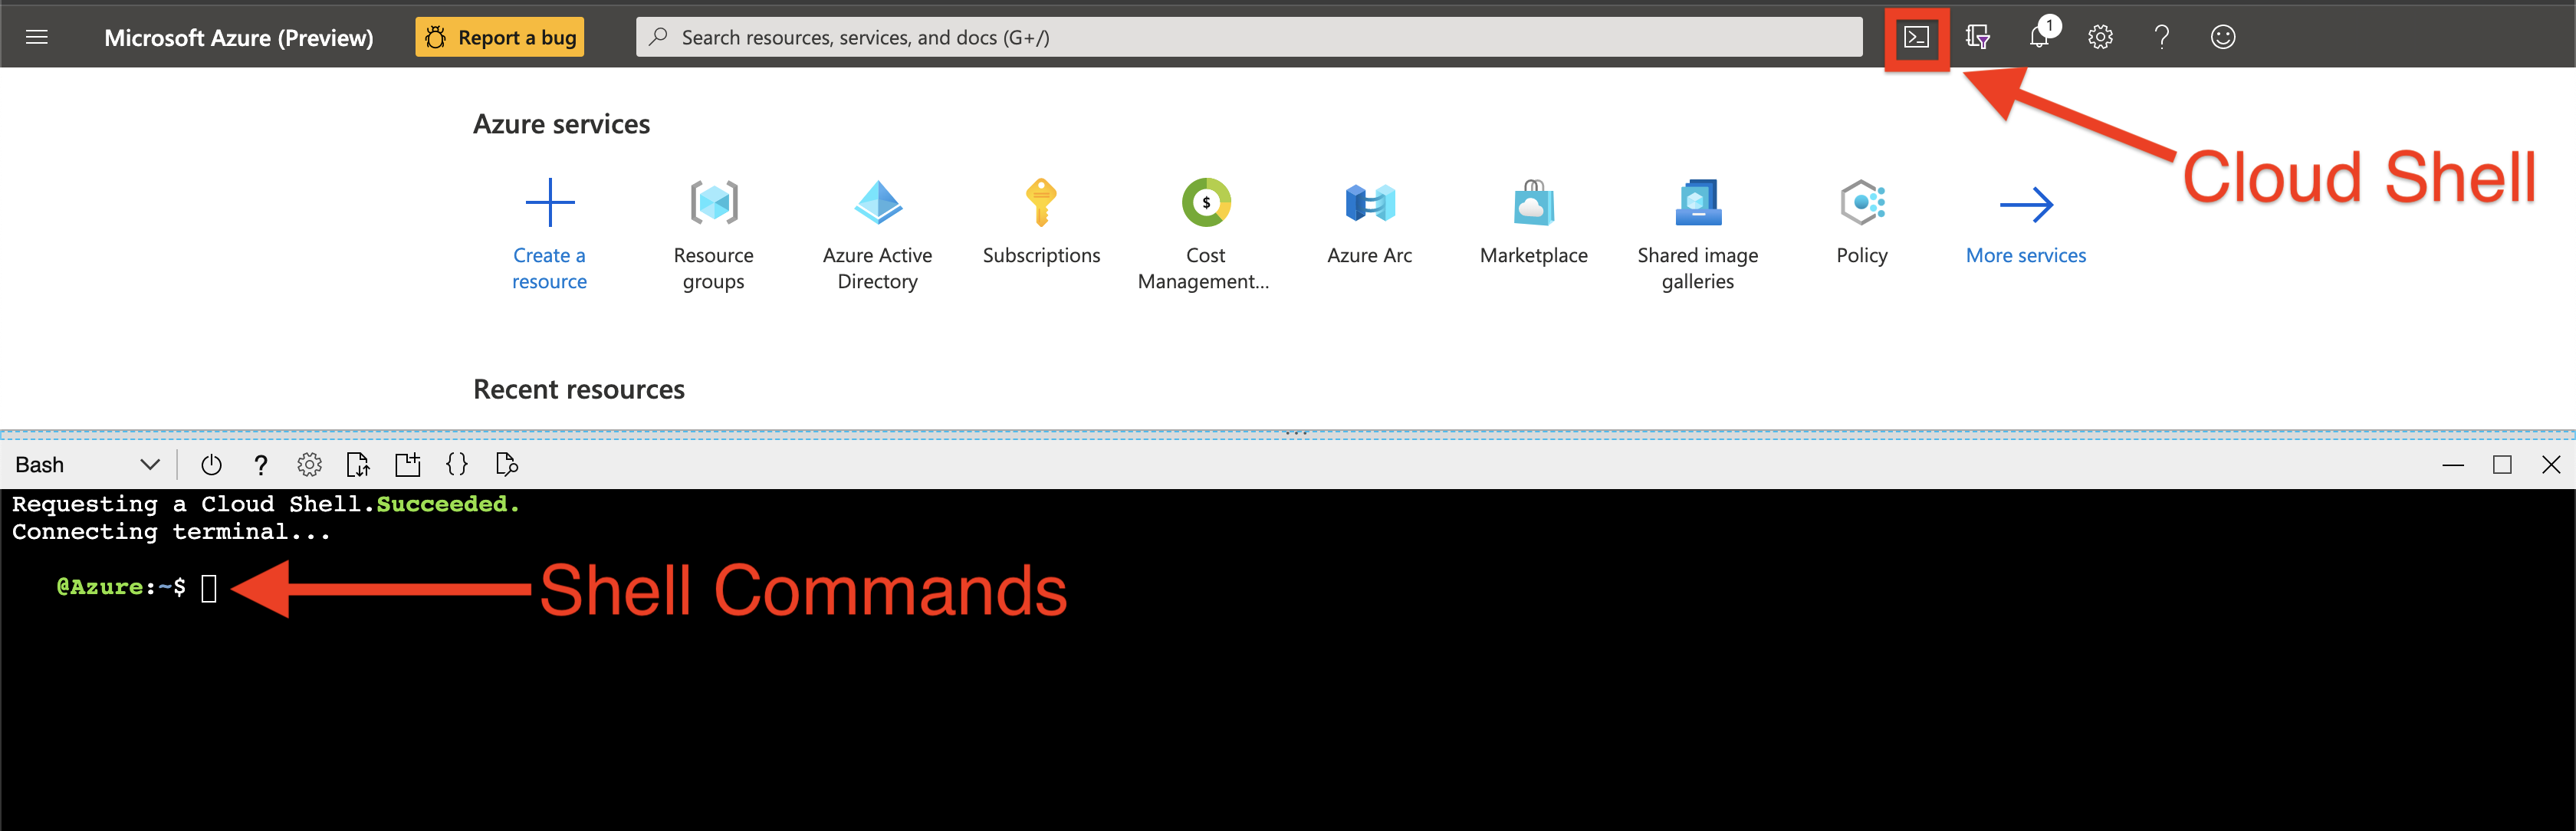 Microsoft Azure (Preview)
Report a bug
Search resources, services, and docs (G+/)
1
Cloud Shell
Azure services
Create a
resource
Resource
groups
Azure Active
Directory
Subscriptions
Cost
Management...
Azure Arc
Marketplace
Shared image
galleries
Policy
More services
Recent resources
Bash
Requesting a Cloud Shell.Succeeded.
Connecting terminal...
@Azure:~$
Shell Commands